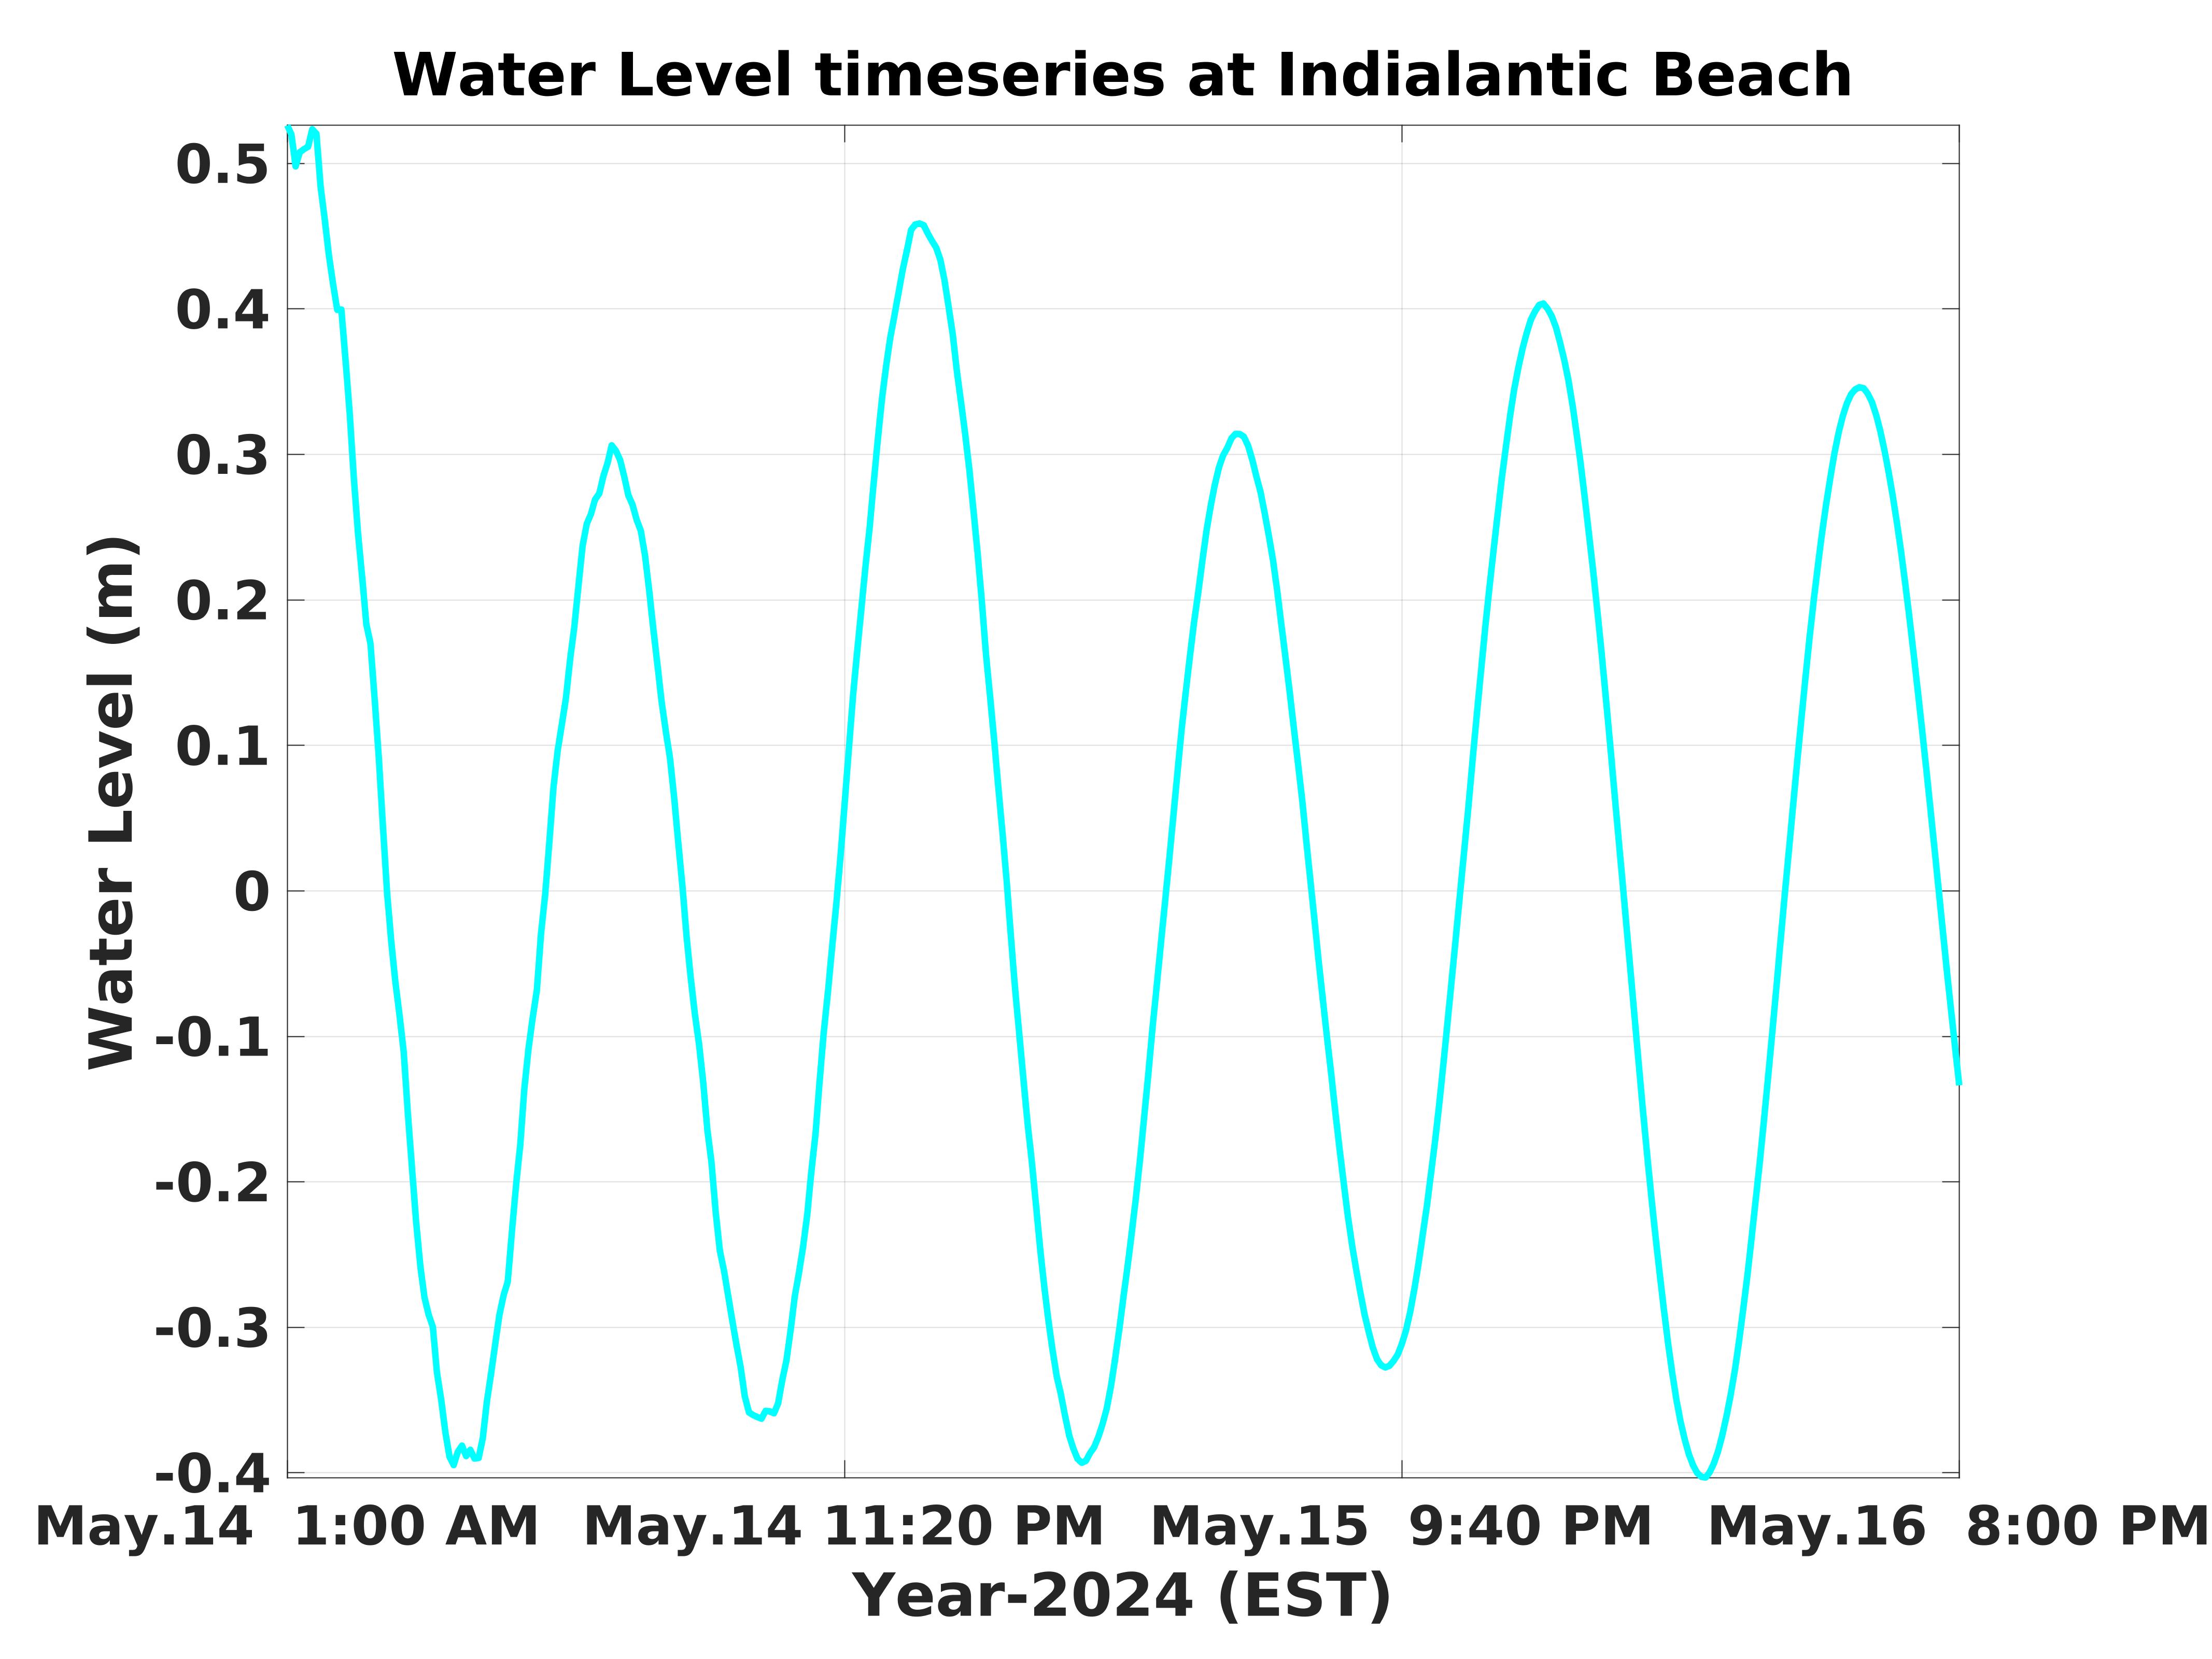 Water Level timeseries at Indialantic Beach
Water Level (m)
0.5
0.4
0.3
0.2
0.1
0
-0.1
-0.2
-0.3
-0.4
May.14 1:00 AM May.14 11:20 PM May.15 9:40 PM May.16 8:00 PM
Year-2024 (EST)